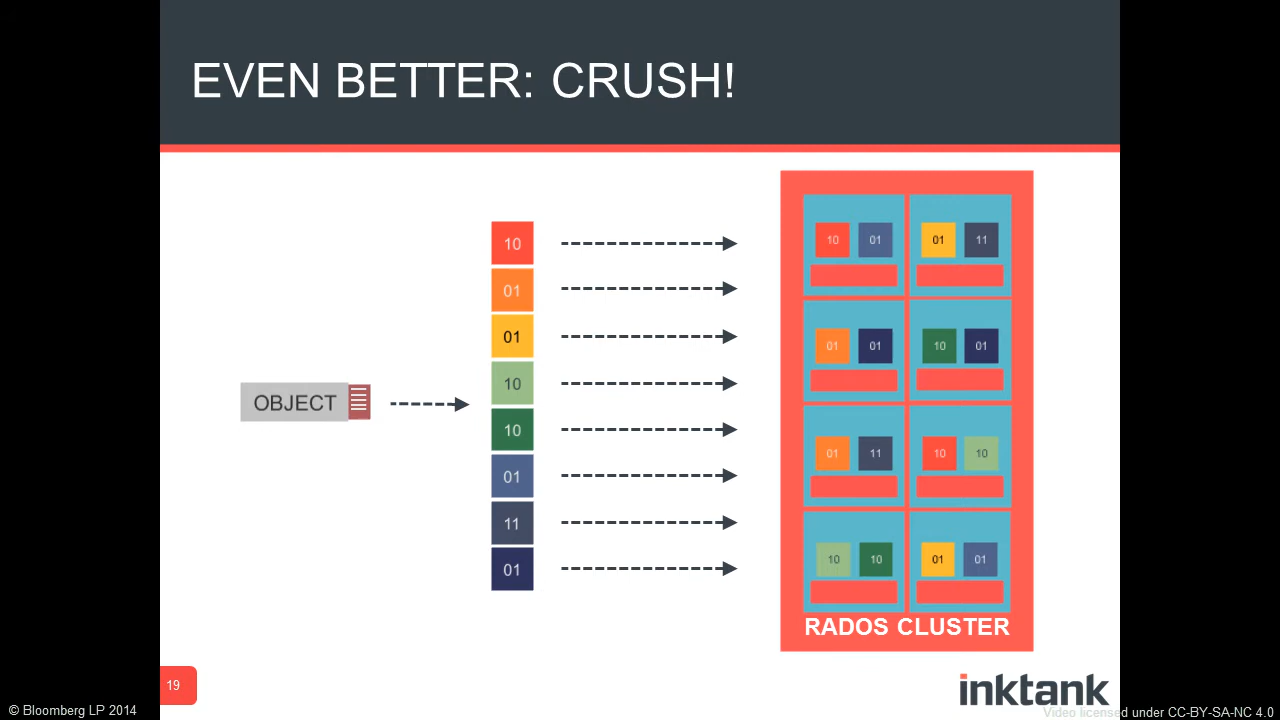 EVEN BETTER: CRUSH!
OBJECT
10
01
01
10
10
01
11
01
10 01 01 11
01 01 10 01
01 11 10 10
10 10 01 01
RADOS CLUSTER
19
inktank
© Bloomberg LP 2014
Video licensed under CC-BY-SA-NC 4.0